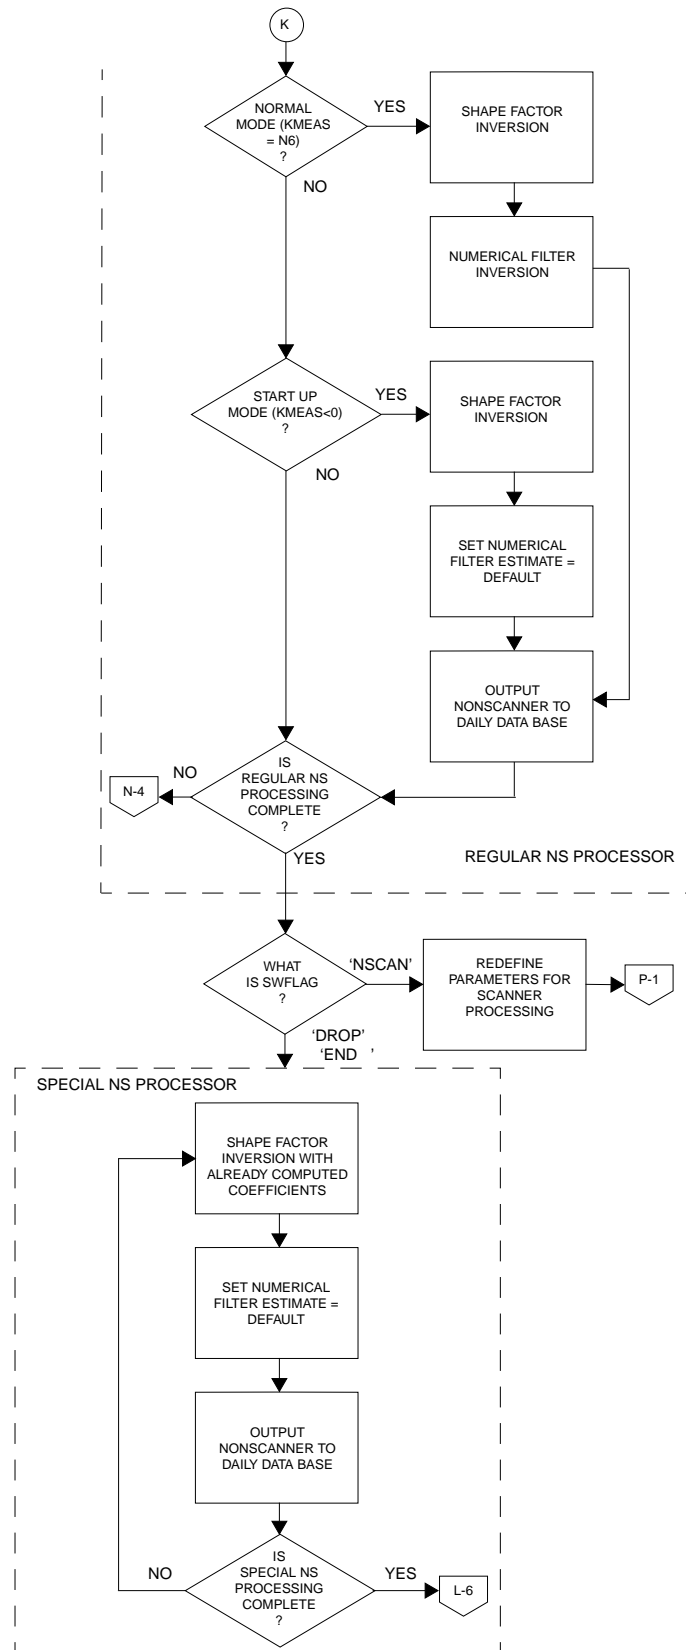 K
NORMAL
MODE (KMEAS
= N6)
?
YES
NO
SHAPE FACTOR
INVERSION
NUMERICAL FILTER
INVERSION
START UP
MODE (KMEAS<0)
?
YES
NO
SHAPE FACTOR
INVERSION
SET NUMERICAL
FILTER ESTIMATE =
DEFAULT
OUTPUT
NONSCANNER TO
DAILY DATA BASE
IS
REGULAR NS
PROCESSING
COMPLETE
?
NO
N-4
YES
REGULAR NS PROCESSOR
WHAT
IS SWFLAG
?
‘NSCAN’
REDEFINE
PARAMETERS FOR
SCANNER
PROCESSING
P-1
‘DROP’
‘END   ’
SPECIAL NS PROCESSOR
SHAPE FACTOR
INVERSION WITH
ALREADY COMPUTED
COEFFICIENTS
SET NUMERICAL
FILTER ESTIMATE =
DEFAULT
OUTPUT
NONSCANNER TO
DAILY DATA BASE
IS
SPECIAL NS
PROCESSING
COMPLETE
?
NO
YES
L-6